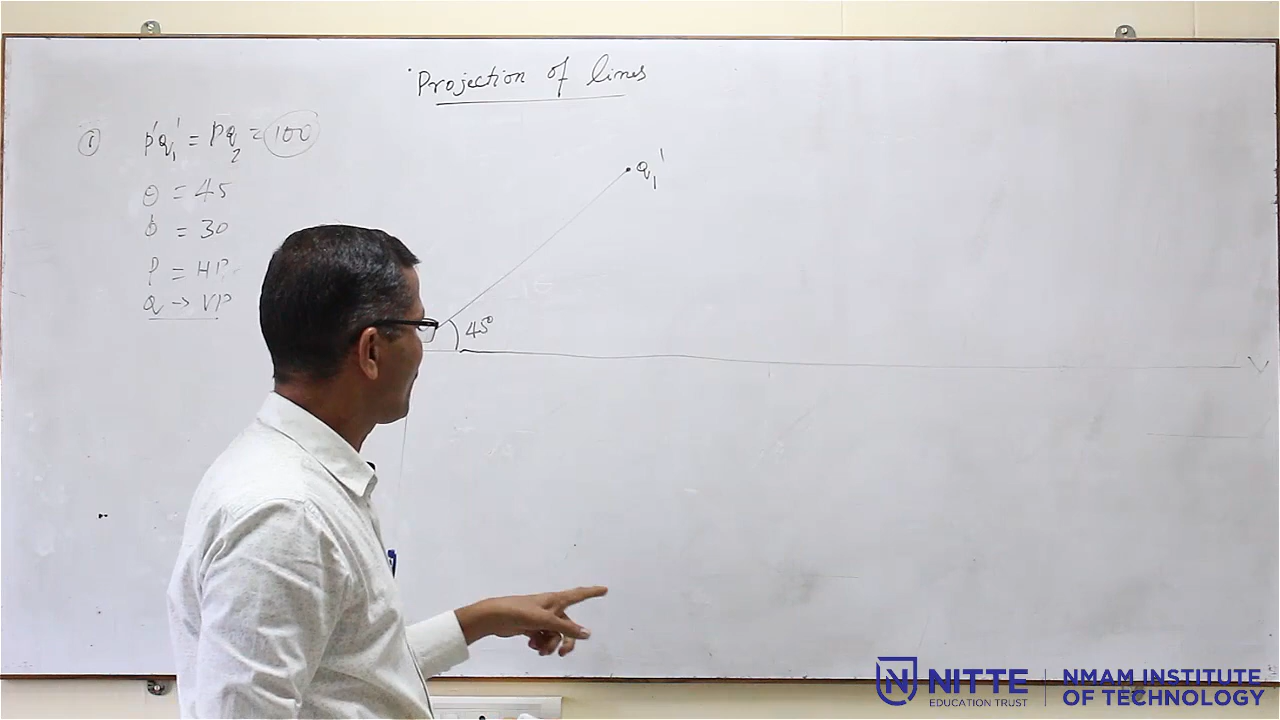 Projection of lines
① p'q₁' = pq₂ = 100
θ = 45
ϕ = 30
P = HP
Q → VP
q₁'
45°
V
NITTE
EDUCATION TRUST
NMAM INSTITUTE
OF TECHNOLOGY